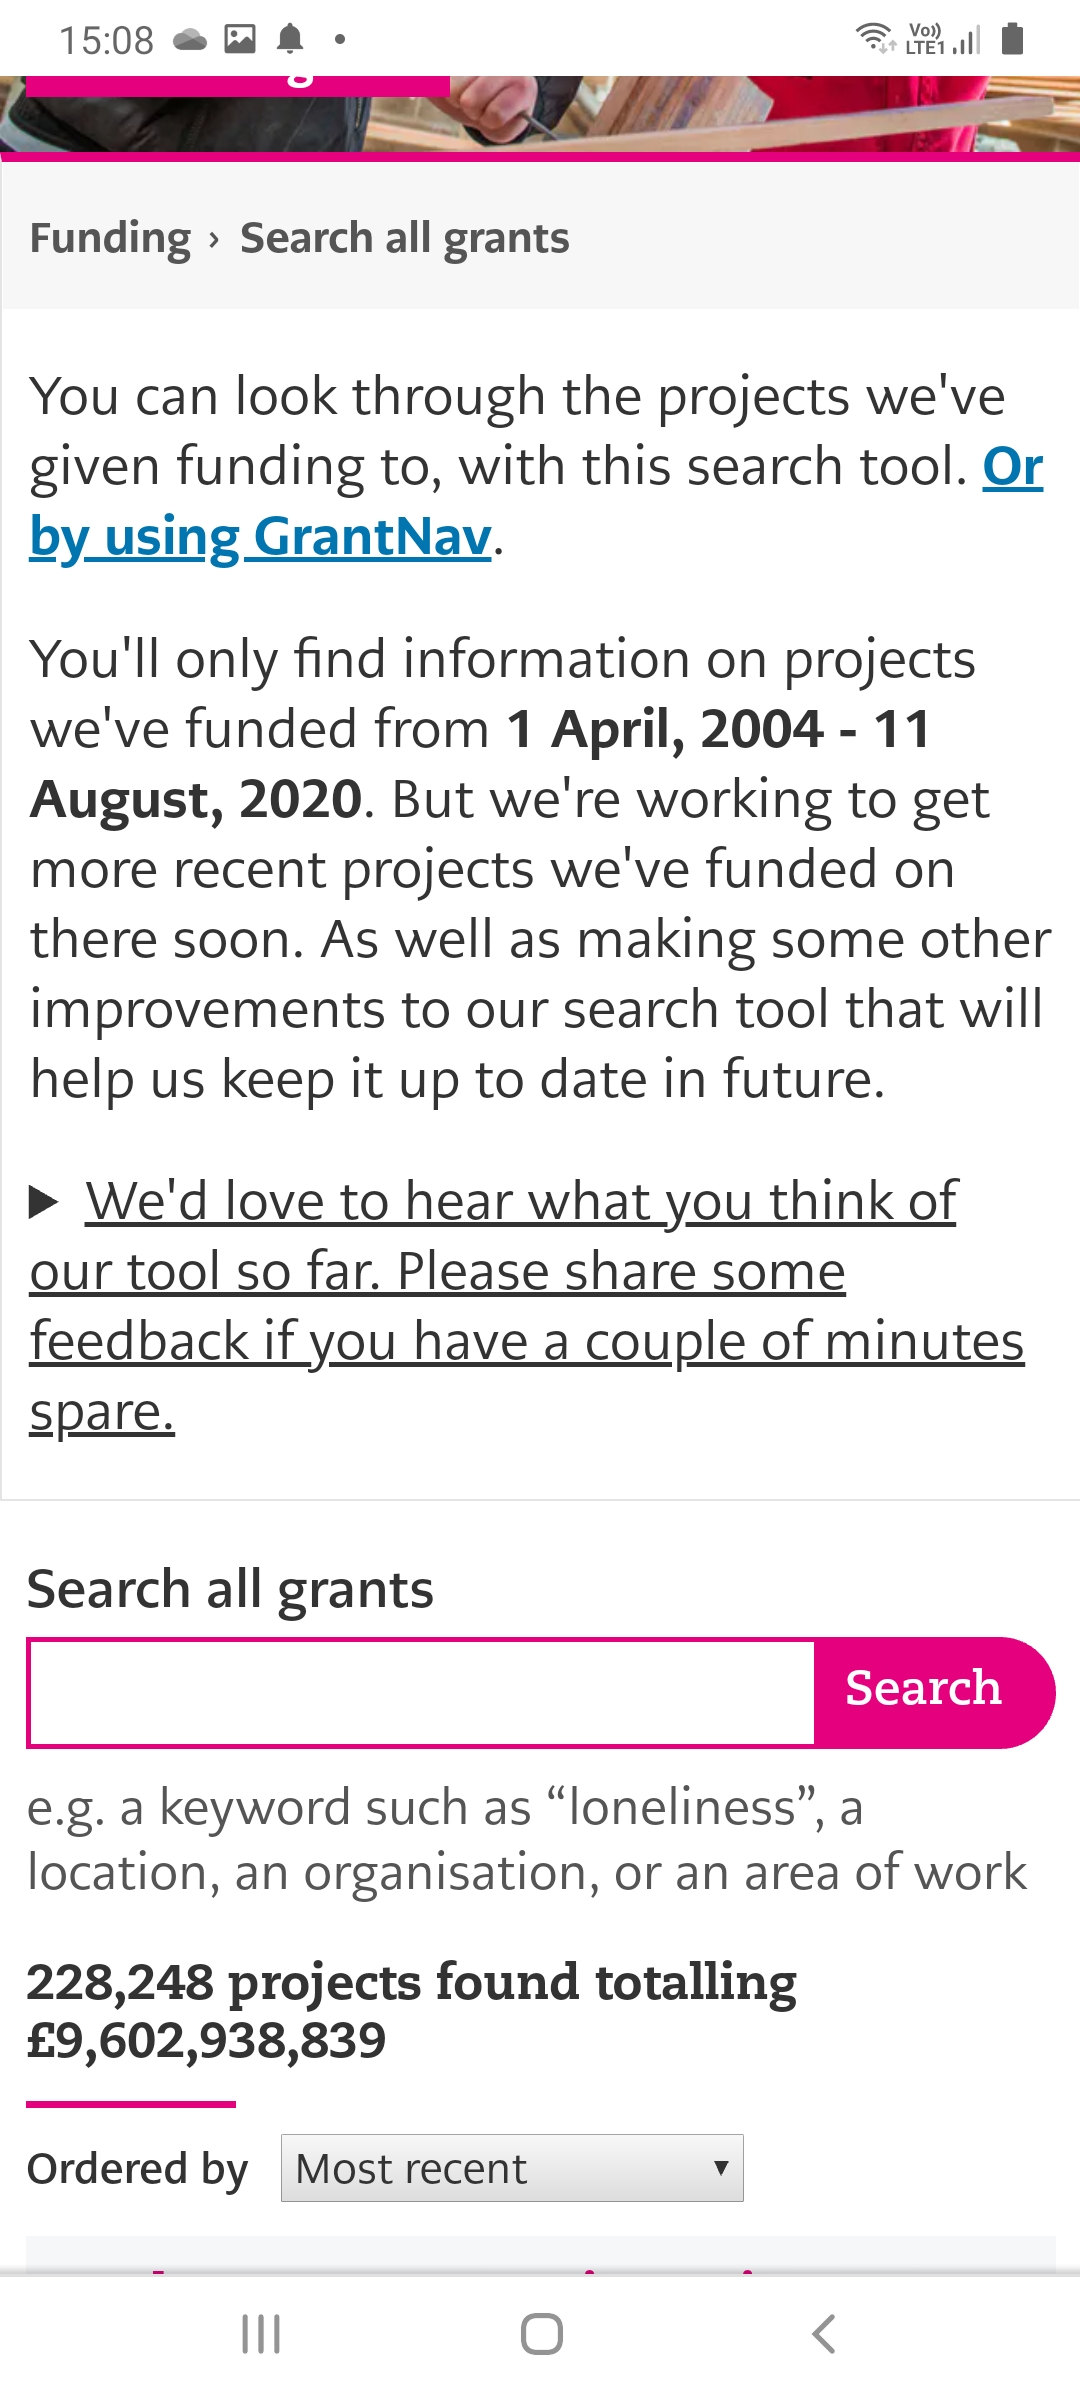 15:08
Vo))
LTE1
Funding › Search all grants
You can look through the projects we've
given funding to, with this search tool. Or
by using GrantNav.
You'll only find information on projects
we've funded from 1 April, 2004 - 11
August, 2020. But we're working to get
more recent projects we've funded on
there soon. As well as making some other
improvements to our search tool that will
help us keep it up to date in future.
We'd love to hear what you think of
our tool so far. Please share some
feedback if you have a couple of minutes
spare.
Search all grants
Search
e.g. a keyword such as “loneliness”, a
location, an organisation, or an area of work
228,248 projects found totalling
£9,602,938,839
Ordered by Most recent